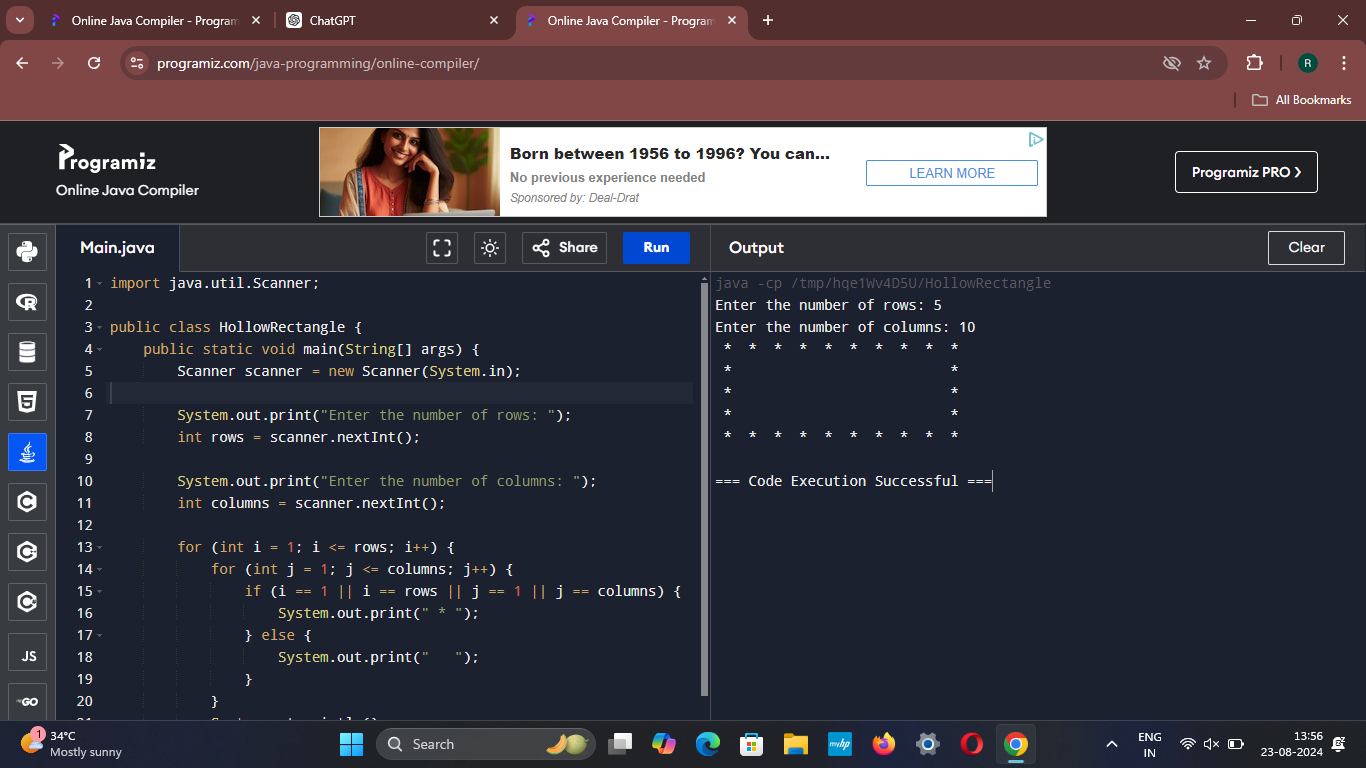 Online Java Compiler - Program
ChatGPT
Online Java Compiler - Program
programiz.com/java-programming/online-compiler/
R
All Bookmarks
Programiz
Online Java Compiler
Born between 1956 to 1996? You can...
No previous experience needed
Sponsored by: Deal-Drat
LEARN MORE
Programiz PRO ❯
Main.java
Share
Run
Output
Clear
1 import java.util.Scanner;
2
3 public class HollowRectangle {
4     public static void main(String[] args) {
5         Scanner scanner = new Scanner(System.in);
6
7         System.out.print("Enter the number of rows: ");
8         int rows = scanner.nextInt();
9
10         System.out.print("Enter the number of columns: ");
11         int columns = scanner.nextInt();
12
13         for (int i = 1; i <= rows; i++) {
14             for (int j = 1; j <= columns; j++) {
15                 if (i == 1 || i == rows || j == 1 || j == columns) {
16                     System.out.print(" * ");
17                 } else {
18                     System.out.print("   ");
19                 }
20             }
java -cp /tmp/hqe1Wv4D5U/HollowRectangle
Enter the number of rows: 5
Enter the number of columns: 10
 *  *  *  *  *  *  *  *  *  *
 *                          *
 *                          *
 *                          *
 *  *  *  *  *  *  *  *  *  *
=== Code Execution Successful ===
JS
GO
1
34°C
Mostly sunny
Search
myhp
ENG
IN
13:56
23-08-2024